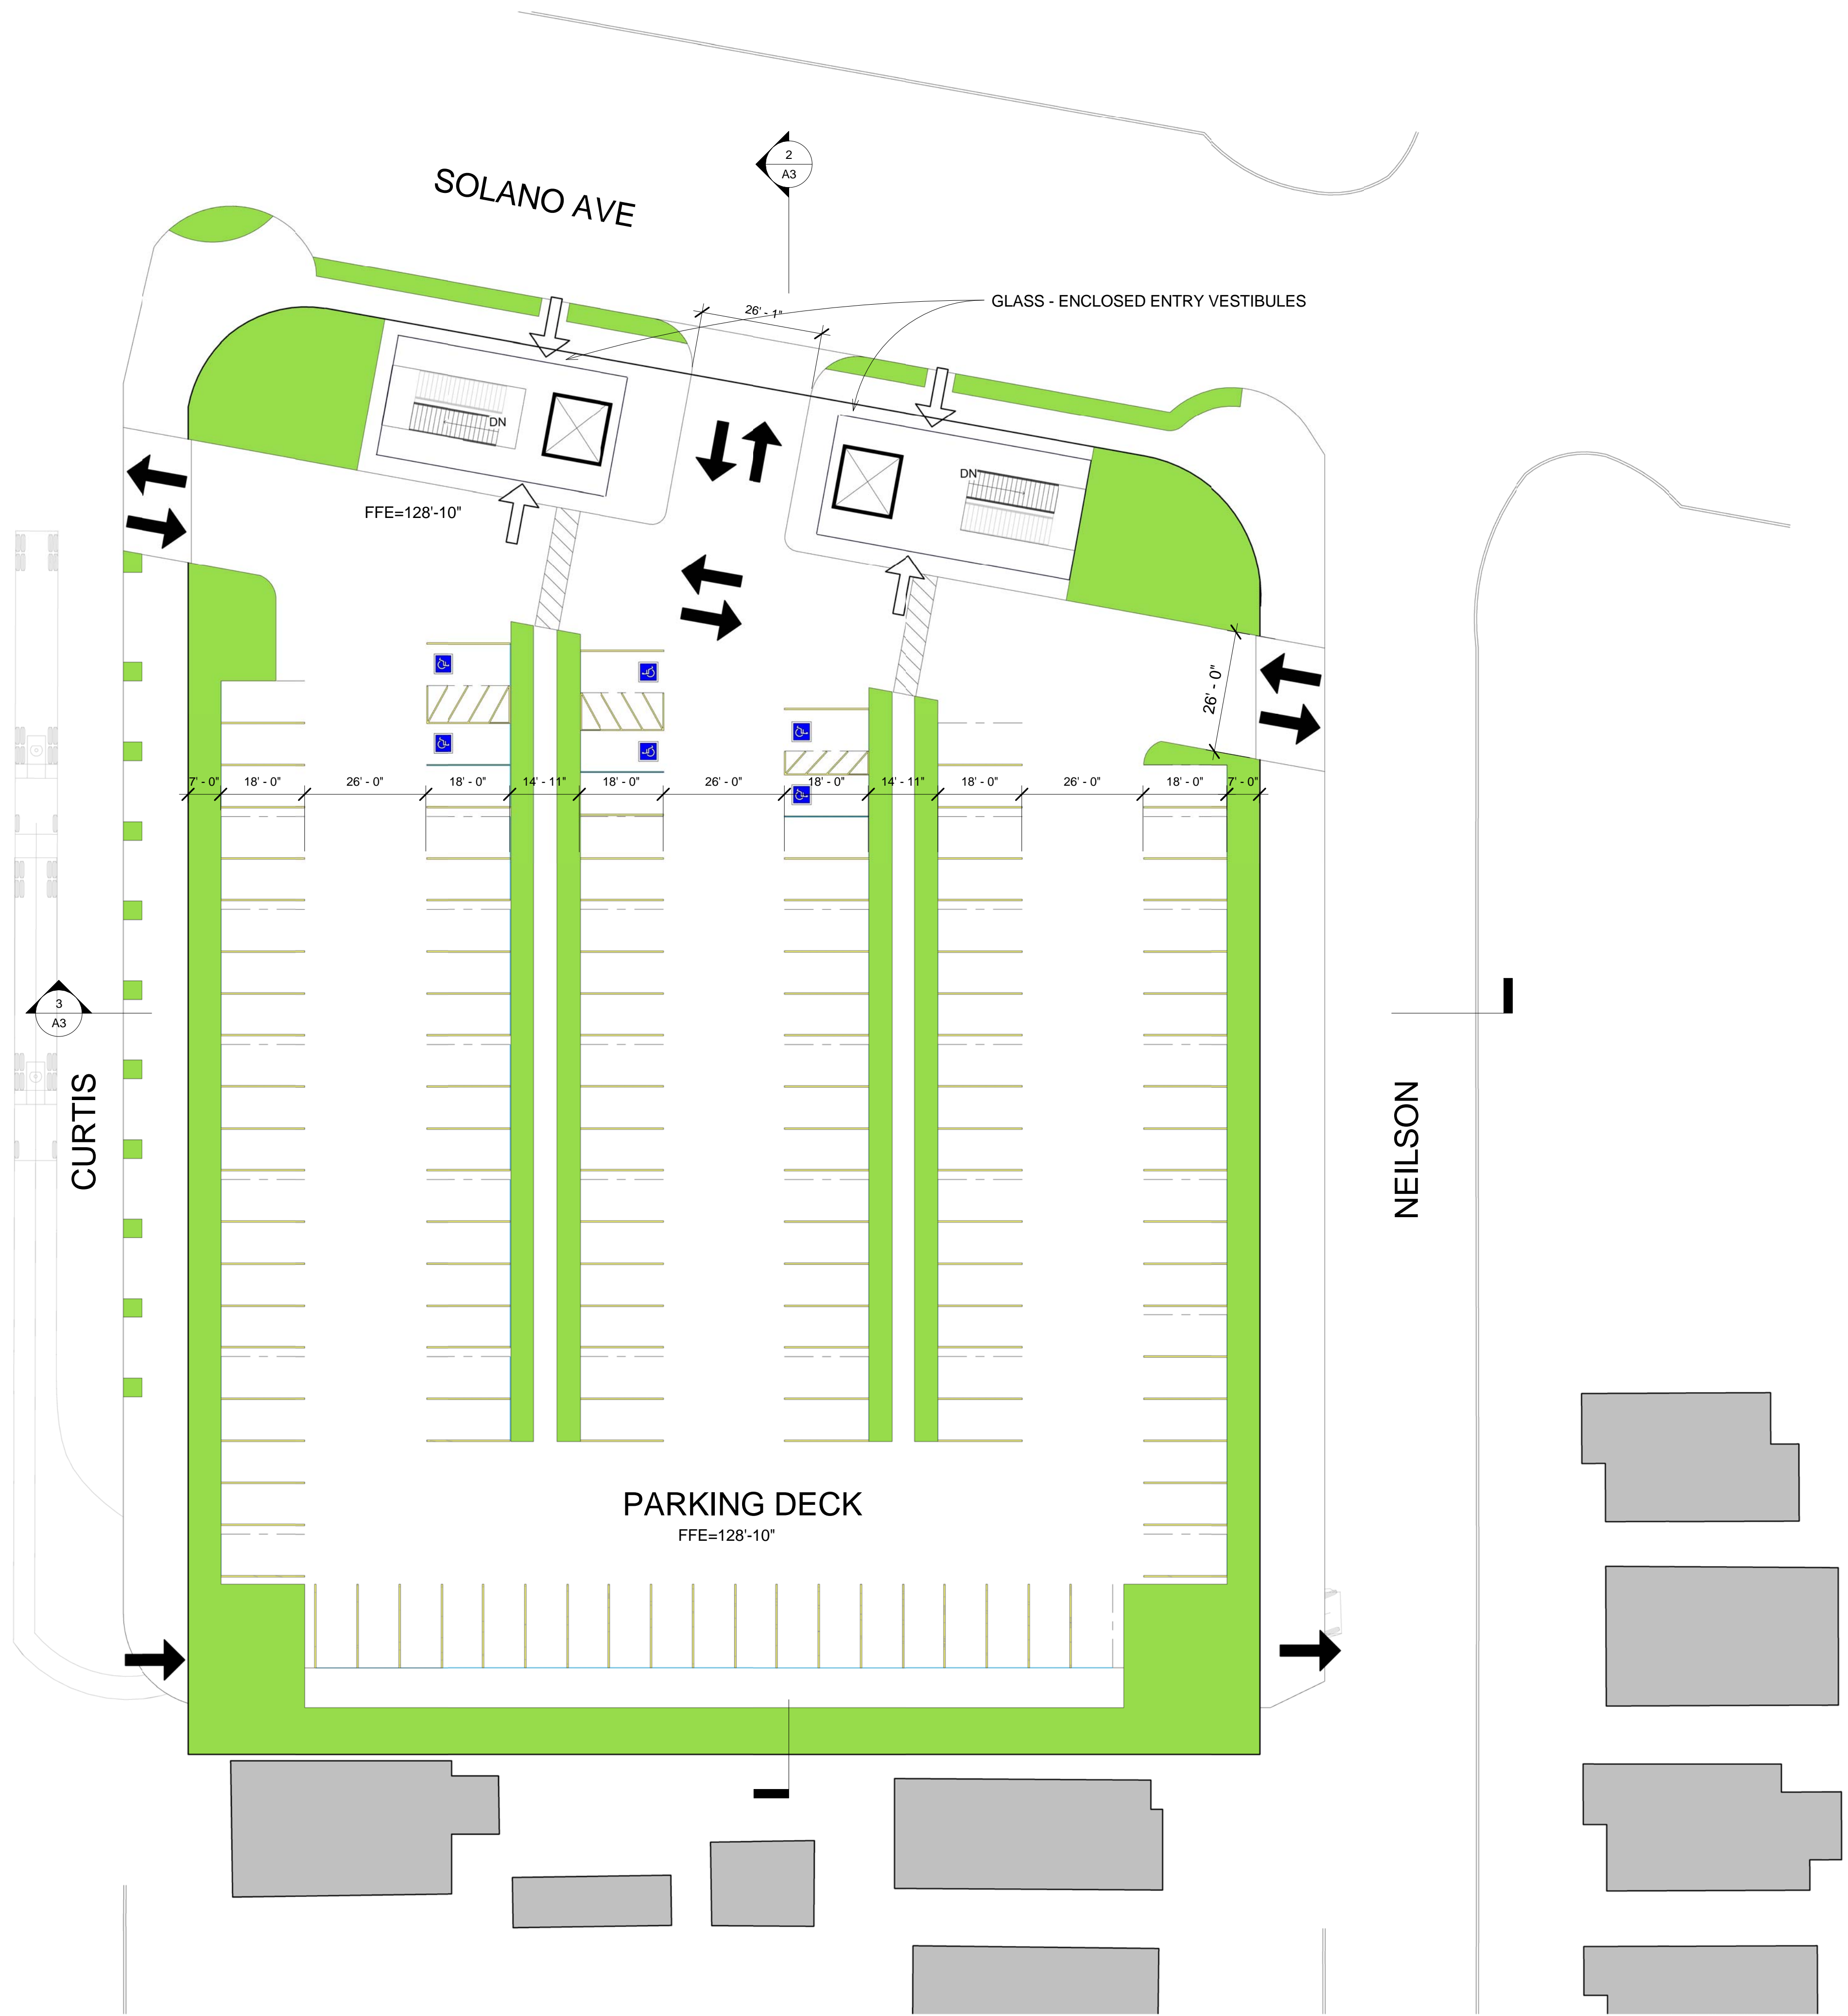 2
A3
SOLANO AVE
GLASS - ENCLOSED ENTRY VESTIBULES
26' - 1"
DN
DN
FFE=128'-10"
26' - 0"
7' - 0"
18' - 0"
26' - 0"
18' - 0"
14' - 11"
18' - 0"
26' - 0"
18' - 0"
14' - 11"
18' - 0"
26' - 0"
18' - 0"
7' - 0"
3
A3
CURTIS
NEILSON
PARKING DECK
FFE=128'-10"